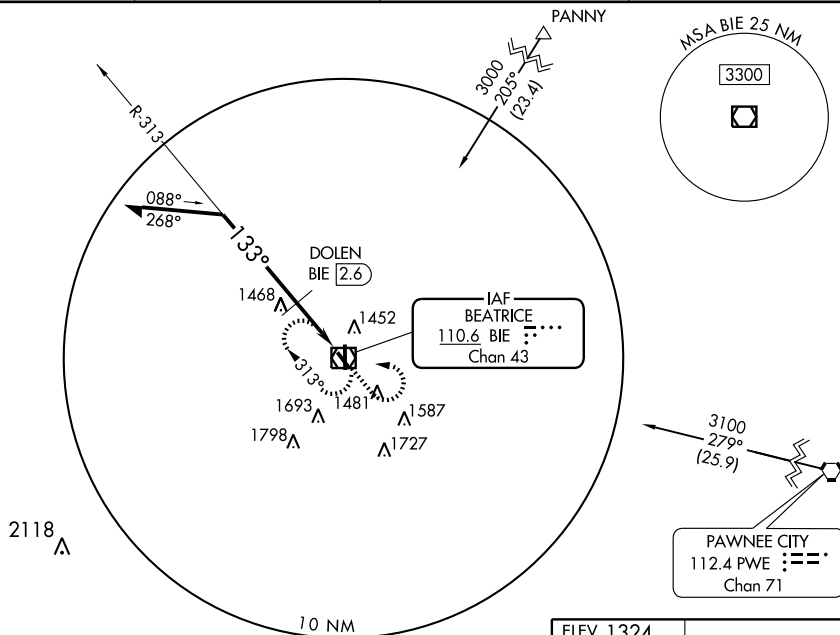 PANNY
3000
205°
(23.4)
MSA BIE 25 NM
3300
R-313
088°
268°
133°
DOLEN
BIE 2.6
1468
1452
IAF
BEATRICE
110.6 BIE
Chan 43
313°
1481
1693
1587
1798
1727
3100
279°
(25.9)
2118
PAWNEE CITY
112.4 PWE
Chan 71
10 NM
ELEV 1324